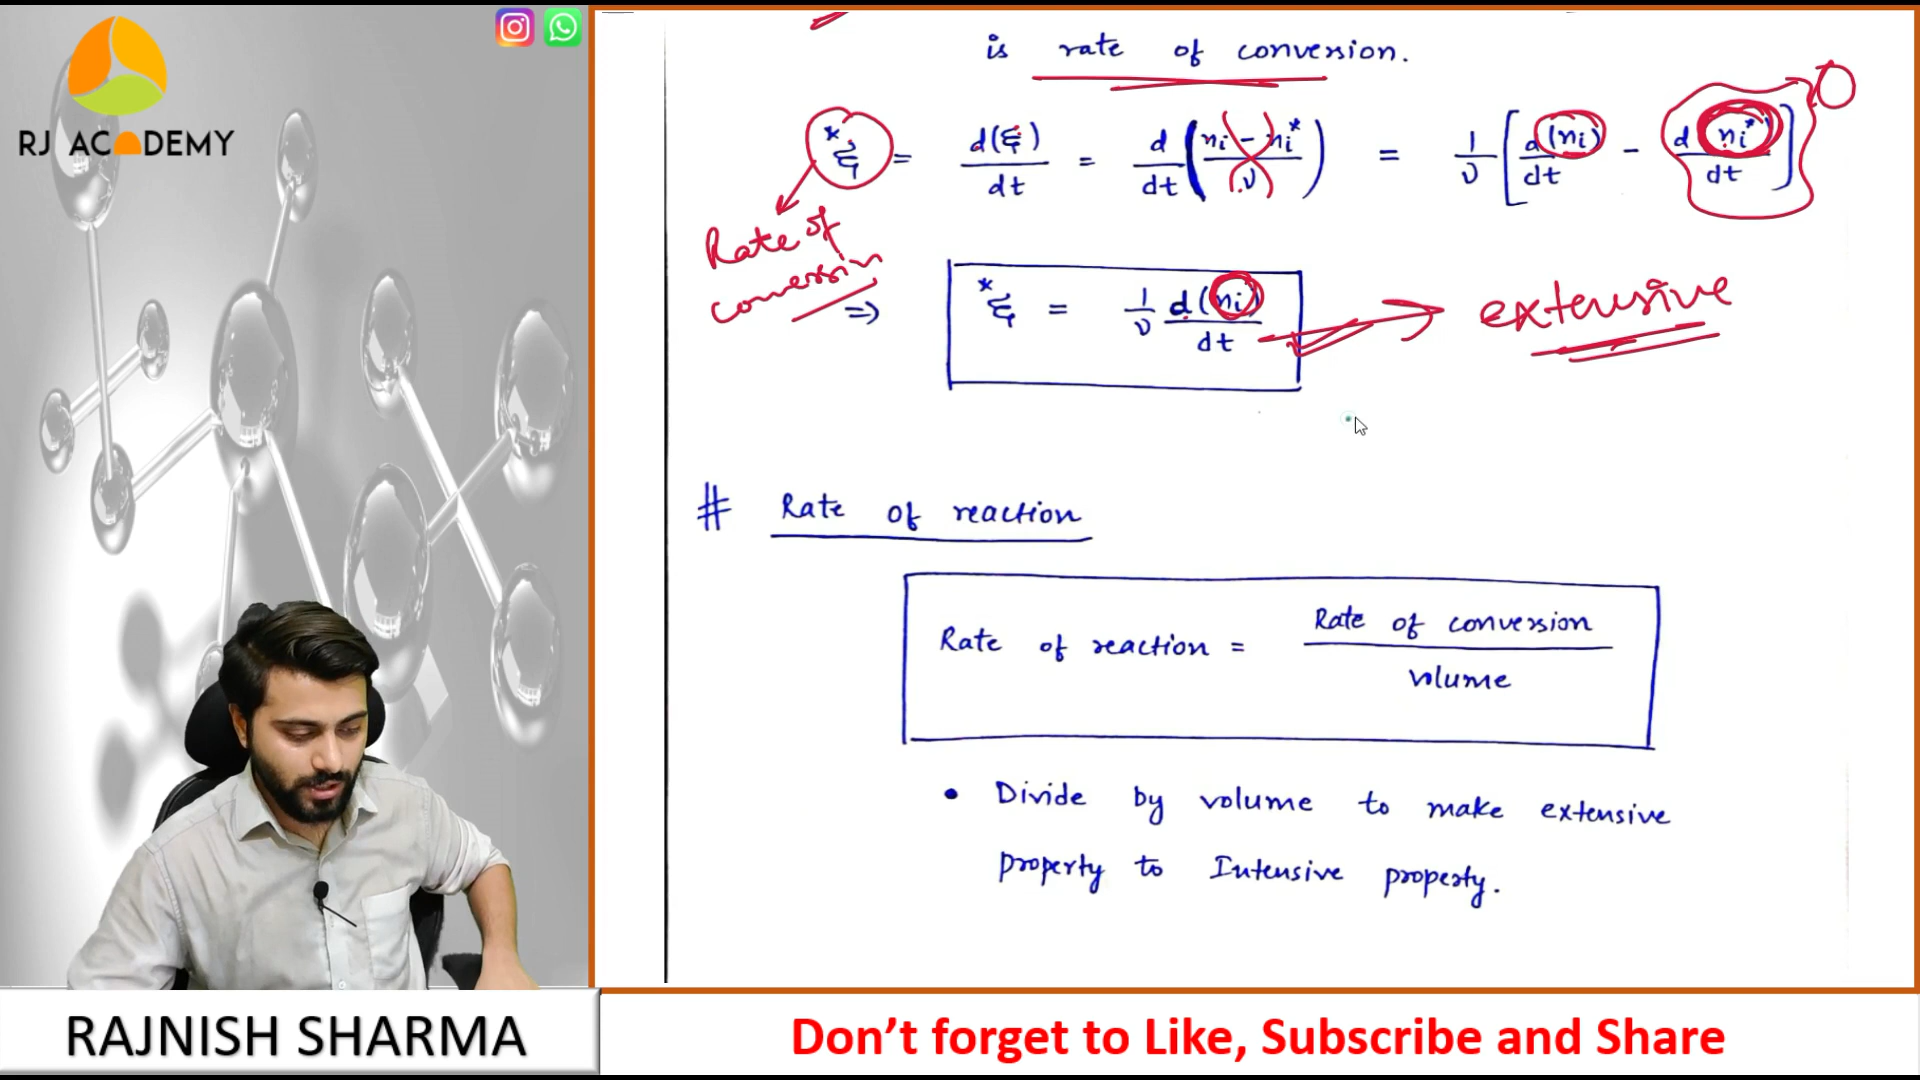 RJ ACADEMY
is rate of conversion.
*ξ = d(ξ)/dt = d/dt (ni - ni*/ν) = 1/ν [d(ni)/dt - d ni*/dt] 0
Rate of
conversion
⇒ *ξ = 1/ν d(ni)/dt → extensive
# Rate of reaction
Rate of reaction = Rate of conversion / volume
• Divide by volume to make extensive
property to Intensive property.
RAJNISH SHARMA
Don't forget to Like, Subscribe and Share